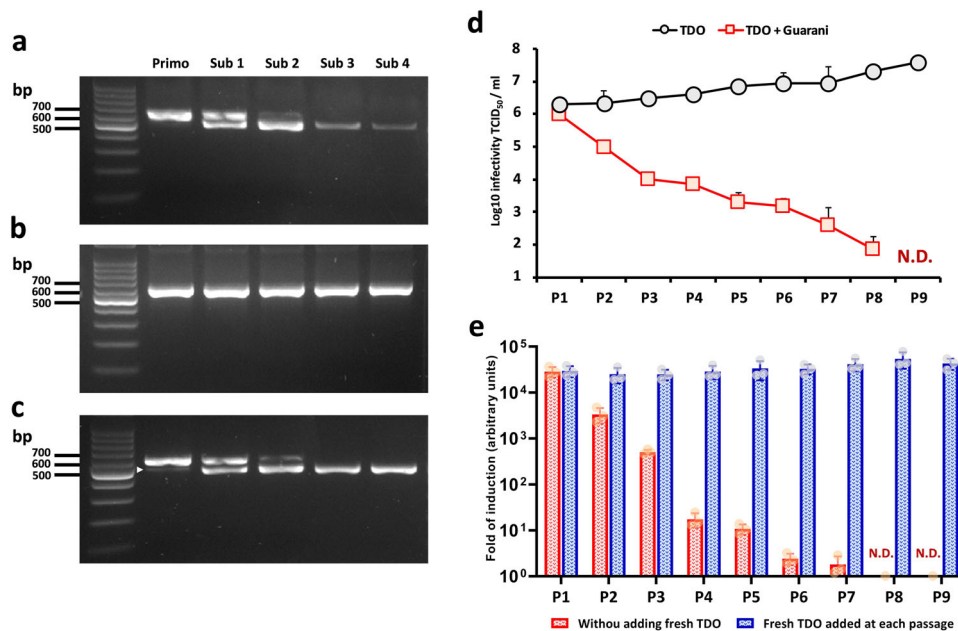 a
Primo Sub 1 Sub 2 Sub 3 Sub 4
bp
700
600
500
b
bp
700
600
500
c
bp
700
600
500
d
TDO TDO + Guarani
Log10 infectivity TCID50 / ml
8
7
6
5
4
3
2
1
N.D.
P1 P2 P3 P4 P5 P6 P7 P8 P9
e
Fold of induction (arbitrary units)
10^5
10^4
10^3
10^2
10^1
10^0
N.D. N.D.
P1 P2 P3 P4 P5 P6 P7 P8 P9
Withou adding fresh TDO Fresh TDO added at each passage